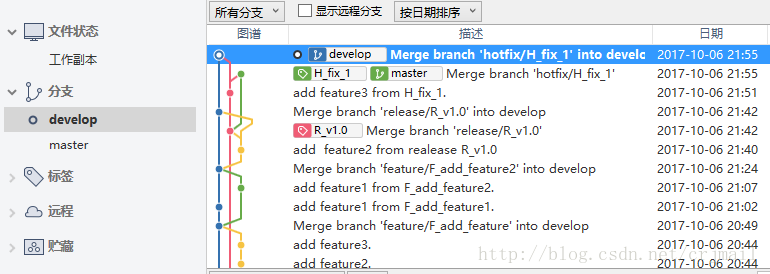 文件状态
工作副本
分支
develop
master
标签
远程
贮藏
所有分支 显示远程分支 按日期排序
图谱 描述 日期
develop Merge branch 'hotfix/H_fix_1' into develc 2017-10-06 21:55
H_fix_1 master Merge branch 'hotfix/H_fix_1' 2017-10-06 21:55
add feature3 from H_fix_1. 2017-10-06 21:51
Merge branch 'release/R_v1.0' into develop 2017-10-06 21:42
R_v1.0 Merge branch 'release/R_v1.0' 2017-10-06 21:42
add feature2 from realease R_v1.0 2017-10-06 21:40
Merge branch 'feature/F_add_feature2' into develop 2017-10-06 21:24
add feature1 from F_add_feature2. 2017-10-06 21:07
add feature1 from F_add_feature1. 2017-10-06 21:02
Merge branch 'feature/F_add_feature' into develop 2017-10-06 20:49
add feature3. 2017-10-06 20:44
add feature2. 2017-10-06 20:44
http://blog.csdn.net/crjmail